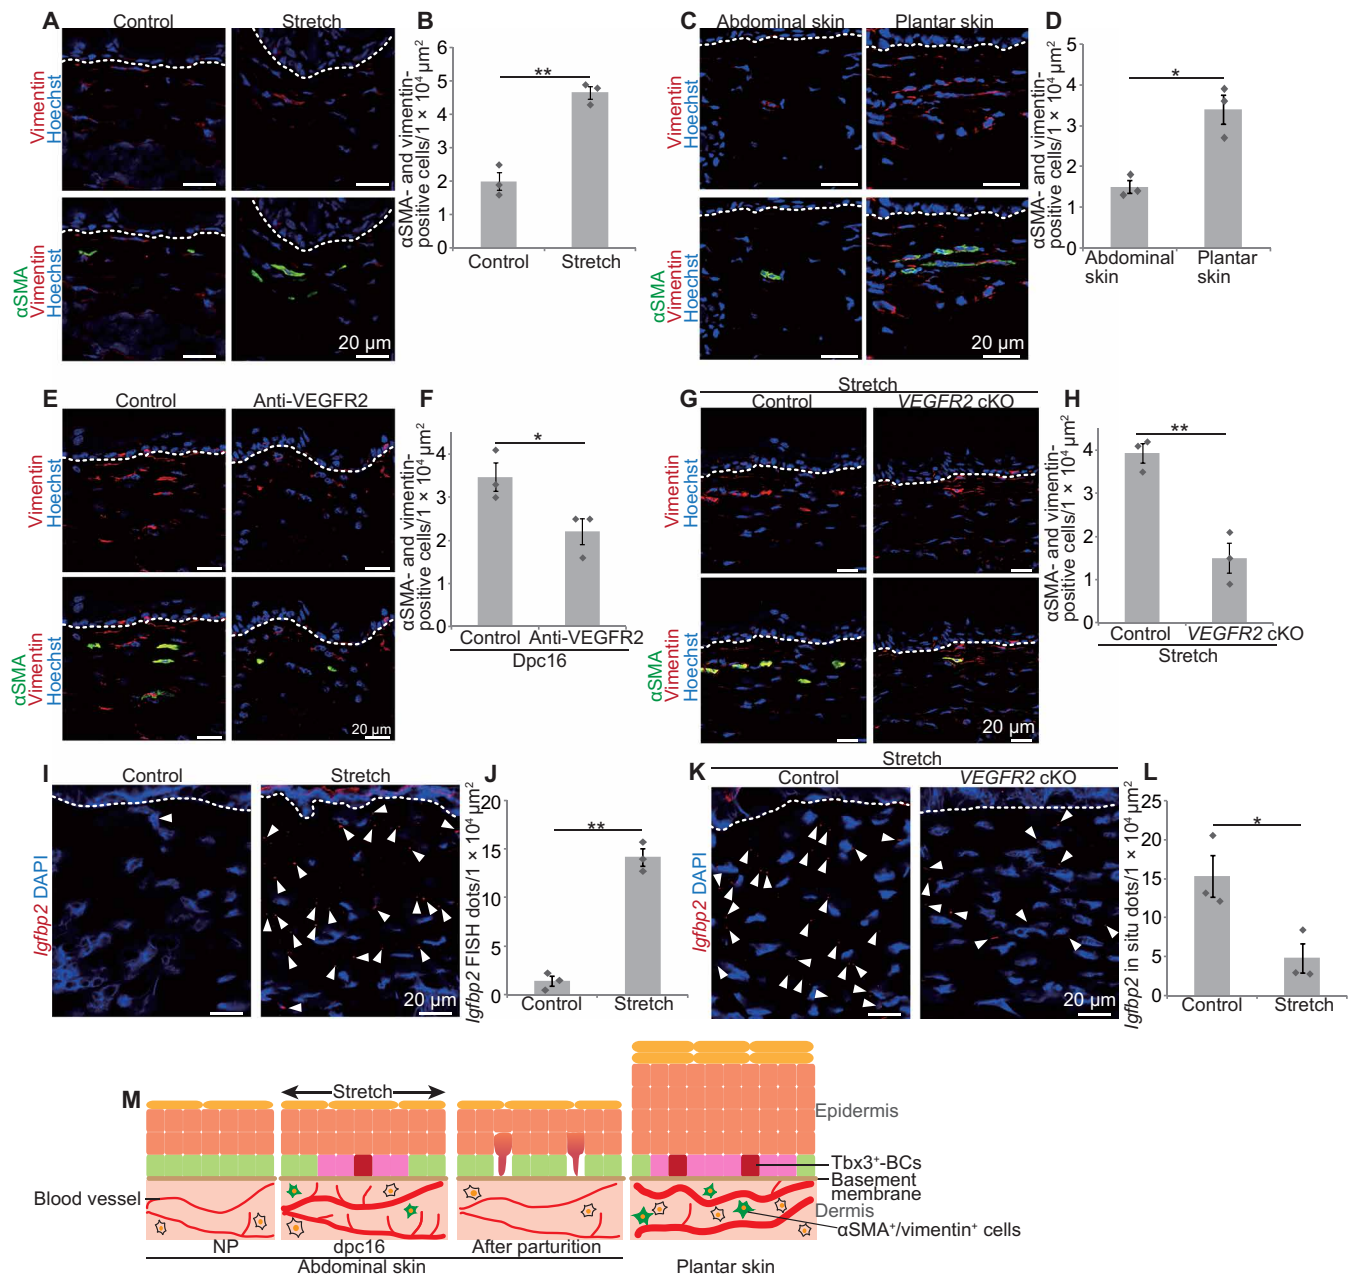 A
Control
Stretch
Vimentin
Hoechst
αSMA
Vimentin
Hoechst
20 µm
B
αSMA- and vimentin-
positive cells/1 × 10⁴ µm²
6
5
4
3
2
1
0
**
Control
Stretch
C
Abdominal skin
Plantar skin
Vimentin
Hoechst
αSMA
Vimentin
Hoechst
20 µm
D
αSMA- and vimentin-
positive cells/1 × 10⁴ µm²
5
4
3
2
1
0
*
Abdominal
skin
Plantar
skin
E
Control
Anti-VEGFR2
Vimentin
Hoechst
αSMA
Vimentin
Hoechst
20 µm
F
αSMA- and vimentin-
positive cells/1 × 10⁴ µm²
4
3
2
1
0
*
Control
Anti-VEGFR2
Dpc16
G
Stretch
Control
VEGFR2 cKO
Vimentin
Hoechst
αSMA
Vimentin
Hoechst
20 µm
H
αSMA- and vimentin-
positive cells/1 × 10⁴ µm²
4
3
2
1
0
**
Control
VEGFR2 cKO
Stretch
I
Control
Stretch
Igfbp2 DAPI
20 µm
J
Igfbp2 FISH dots/1 × 10⁴ µm²
20
15
10
5
0
**
Control
Stretch
K
Stretch
Control
VEGFR2 cKO
Igfbp2 DAPI
20 µm
L
Igfbp2 in situ dots/1 × 10⁴ µm²
25
20
15
10
5
0
*
Control
Stretch
M
Stretch
Epidermis
Tbx3⁺-BCs
Basement
membrane
Dermis
αSMA⁺/vimentin⁺ cells
Blood vessel
NP
dpc16
After parturition
Abdominal skin
Plantar skin